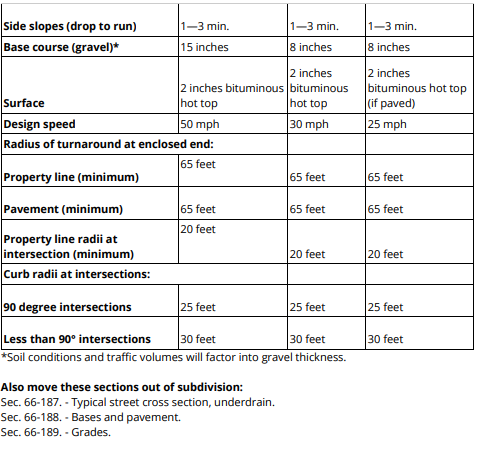 Side slopes (drop to run) 1—3 min. 1—3 min. 1—3 min.
Base course (gravel)* 15 inches 8 inches 8 inches
Surface 2 inches bituminous hot top 2 inches bituminous hot top 2 inches bituminous hot top (if paved)
Design speed 50 mph 30 mph 25 mph
Radius of turnaround at enclosed end:
Property line (minimum) 65 feet 65 feet 65 feet
Pavement (minimum) 65 feet 65 feet 65 feet
Property line radii at intersection (minimum) 20 feet 20 feet 20 feet
Curb radii at intersections:
90 degree intersections 25 feet 25 feet 25 feet
Less than 90° intersections 30 feet 30 feet 30 feet
*Soil conditions and traffic volumes will factor into gravel thickness.
Also move these sections out of subdivision:
Sec. 66-187. - Typical street cross section, underdrain.
Sec. 66-188. - Bases and pavement.
Sec. 66-189. - Grades.